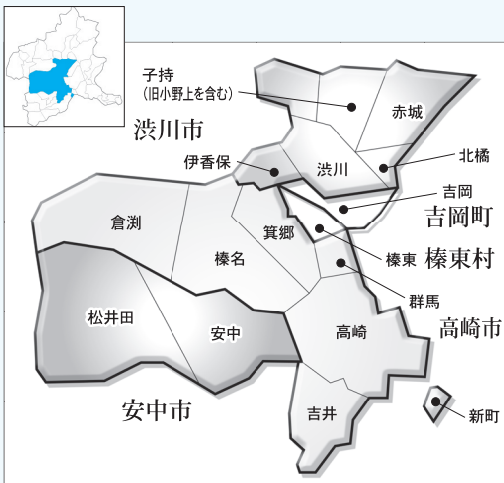 子持
（旧小野上を含む）
赤城
渋川市
北橘
伊香保
渋川
吉岡
吉岡町
倉渕
箕郷
榛東
榛東村
榛名
群馬
松井田
安中
高崎
高崎市
安中市
吉井
新町